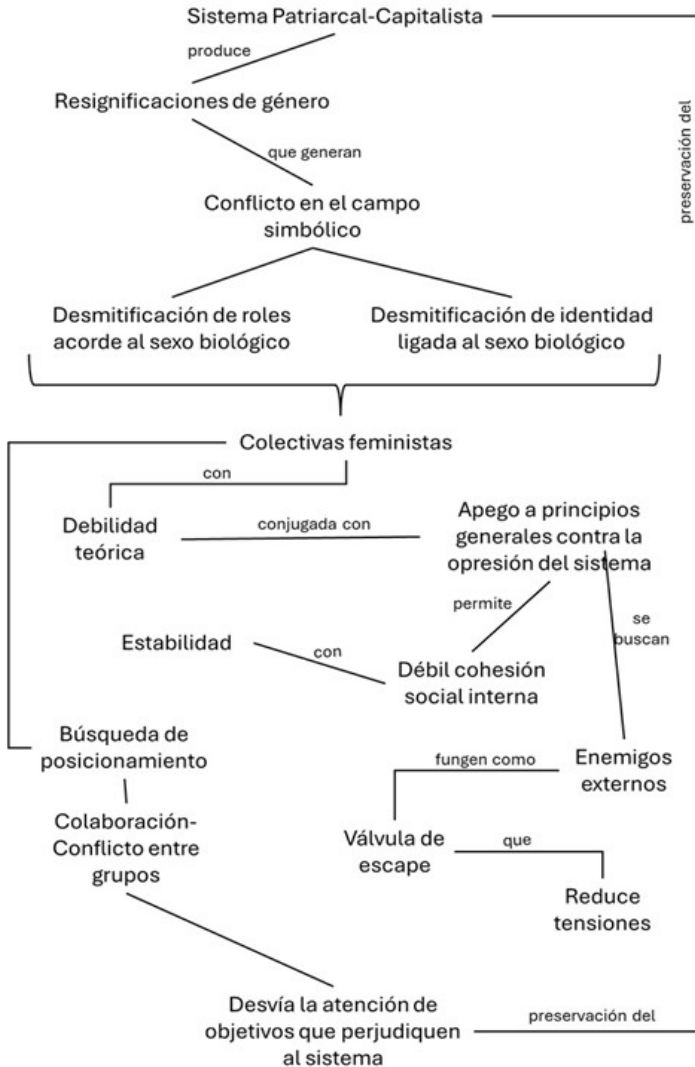 Sistema Patriarcal-Capitalista
produce
Resignificaciones de género
preservación del
que generan
Conflicto en el campo
simbólico
Desmitificación de roles
acorde al sexo biológico
Desmitificación de identidad
ligada al sexo biológico
Colectivas feministas
con
Debilidad
teórica
conjugada con
Apego a principios
generales contra la
opresión del sistema
permite
se
buscan
Estabilidad
con
Débil cohesión
social interna
Búsqueda de
posicionamiento
fungen como
Enemigos
externos
Colaboración-
Conflicto entre
grupos
Válvula de
escape
que
Reduce
tensiones
Desvía la atención de
objetivos que perjudiquen
al sistema
preservación del